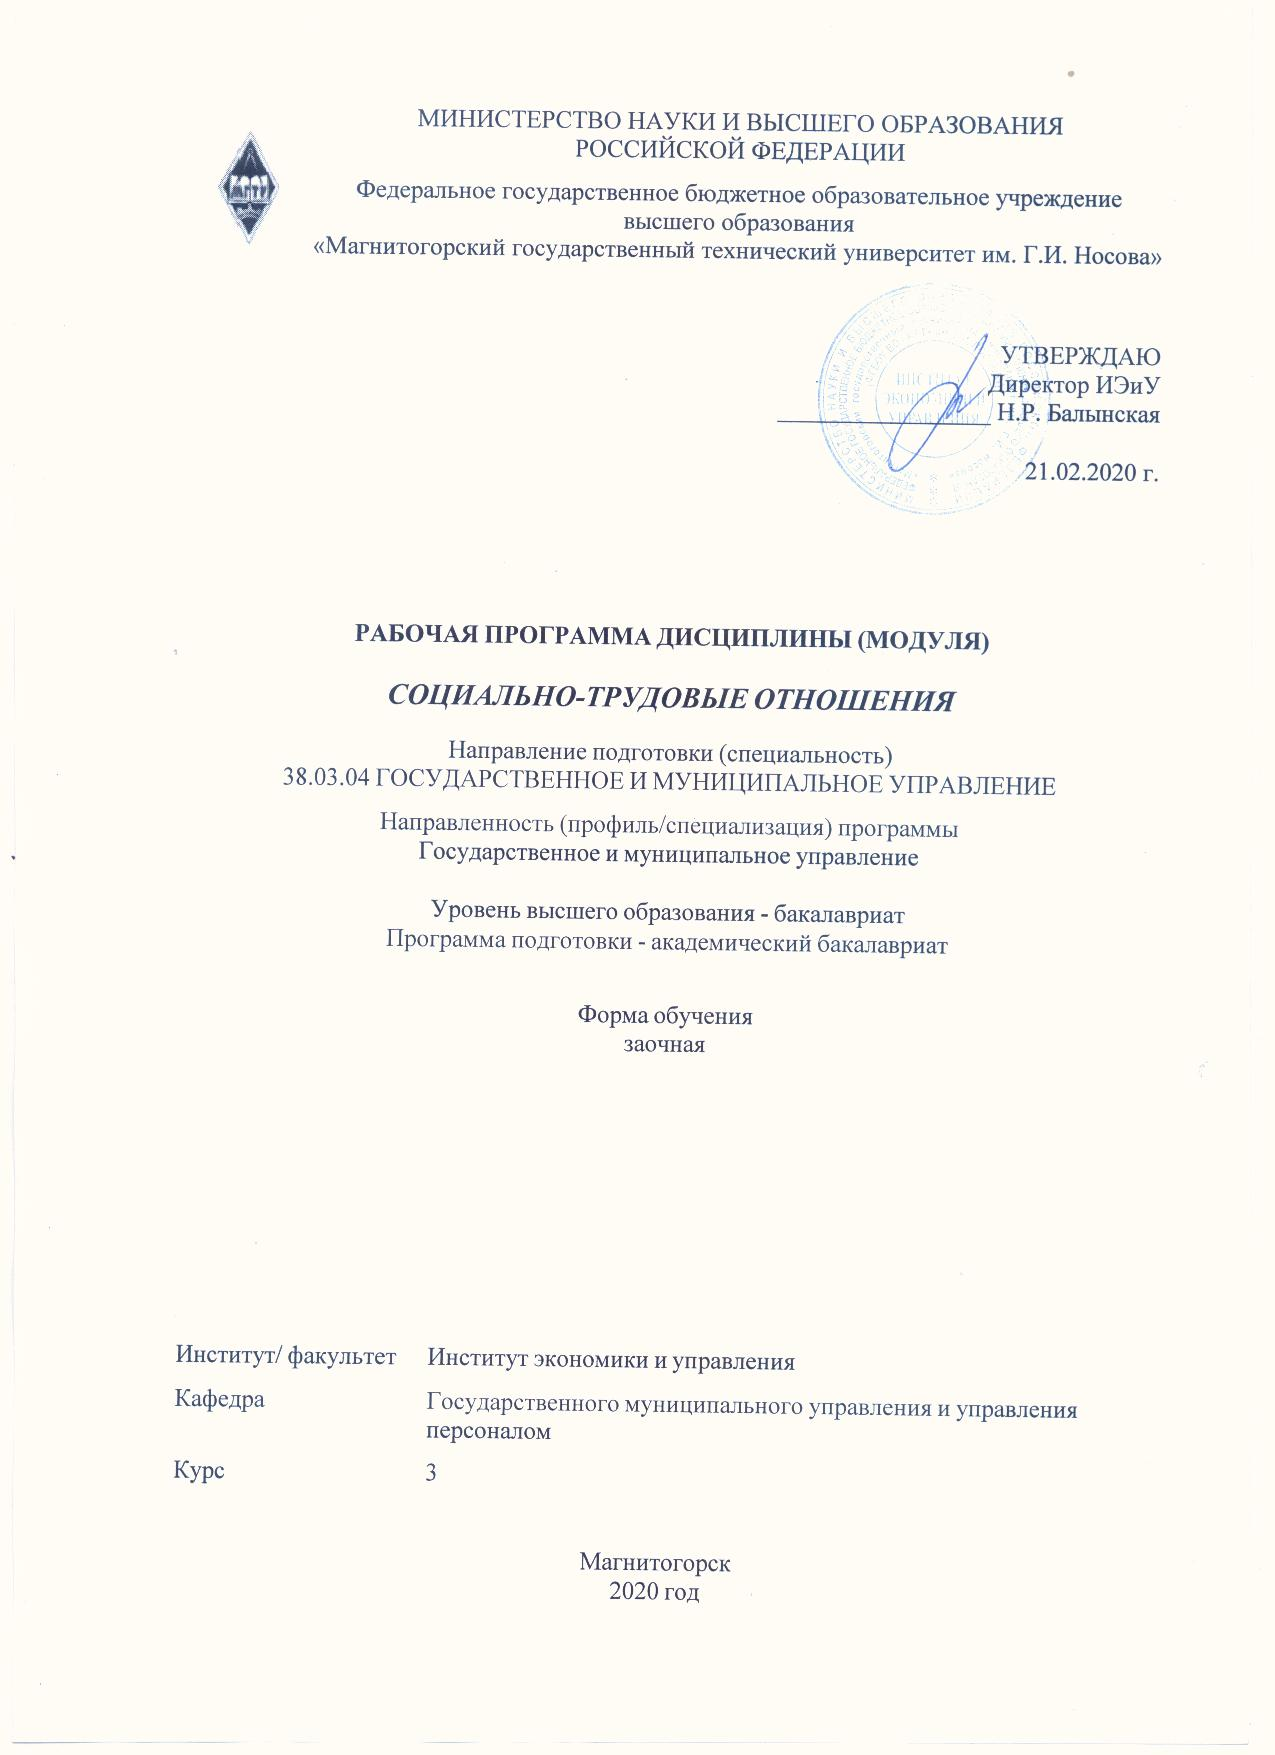 МИНИСТЕРСТВО НАУКИ И ВЫСШЕГО ОБРАЗОВАНИЯ
РОССИЙСКОЙ ФЕДЕРАЦИИ
МГТУ
Федеральное государственное бюджетное образовательное учреждение
высшего образования
«Магнитогорский государственный технический университет им. Г.И. Носова»
УТВЕРЖДАЮ
Директор ИЭиУ
Н.Р. Балынская
21.02.2020 г.
РАБОЧАЯ ПРОГРАММА ДИСЦИПЛИНЫ (МОДУЛЯ)
СОЦИАЛЬНО-ТРУДОВЫЕ ОТНОШЕНИЯ
Направление подготовки (специальность)
38.03.04 ГОСУДАРСТВЕННОЕ И МУНИЦИПАЛЬНОЕ УПРАВЛЕНИЕ
Направленность (профиль/специализация) программы
Государственное и муниципальное управление
Уровень высшего образования - бакалавриат
Программа подготовки - академический бакалавриат
Форма обучения
заочная
Институт/ факультет Институт экономики и управления
Кафедра Государственного муниципального управления и управления
персоналом
Курс 3
Магнитогорск
2020 год